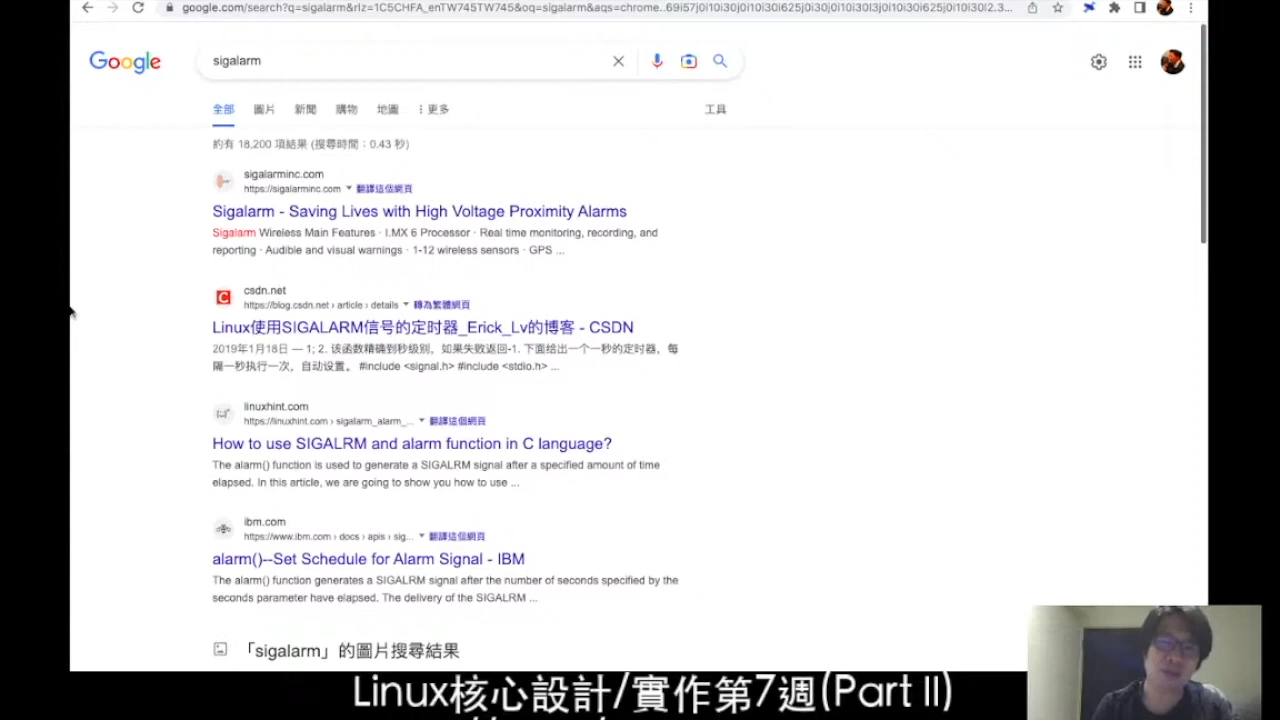 google.com/search?q=sigalarm&rlz=1C5CHFA_enTW745TW745&oq=sigalarm&aqs=chrome..69i57j0i10i30j0i10i30i625j0i30j0i10i30l3j0i10i30i625j0i10i30l2.3...
Google
sigalarm
全部 圖片 新聞 購物 地圖 更多 工具
約有 18,200 項結果 (搜尋時間：0.43 秒)
sigalarminc.com
https://sigalarminc.com 翻譯這個網頁
Sigalarm - Saving Lives with High Voltage Proximity Alarms
Sigalarm Wireless Main Features · I.MX 6 Processor · Real time monitoring, recording, and
reporting · Audible and visual warnings · 1-12 wireless sensors · GPS ...
csdn.net
https://blog.csdn.net › article › details 轉為繁體網頁
Linux使用SIGALARM信号的定时器_Erick_Lv的博客 - CSDN
2019年1月18日 — 1; 2. 该函数精确到秒级别，如果失败返回-1. 下面给出一个一秒的定时器，每
隔一秒执行一次，自动设置。 #include <signal.h> #include <stdio.h> ...
linuxhint.com
https://linuxhint.com › sigalarm_alarm_... 翻譯這個網頁
How to use SIGALRM and alarm function in C language?
The alarm() function is used to generate a SIGALRM signal after a specified amount of time
elapsed. In this article, we are going to show you how to use ...
ibm.com
https://www.ibm.com › docs › apis › sig... 翻譯這個網頁
alarm()--Set Schedule for Alarm Signal - IBM
The alarm() function generates a SIGALRM signal after the number of seconds specified by the
seconds parameter have elapsed. The delivery of the SIGALRM ...
「sigalarm」的圖片搜尋結果
Linux核心設計/實作第7週(Part II)